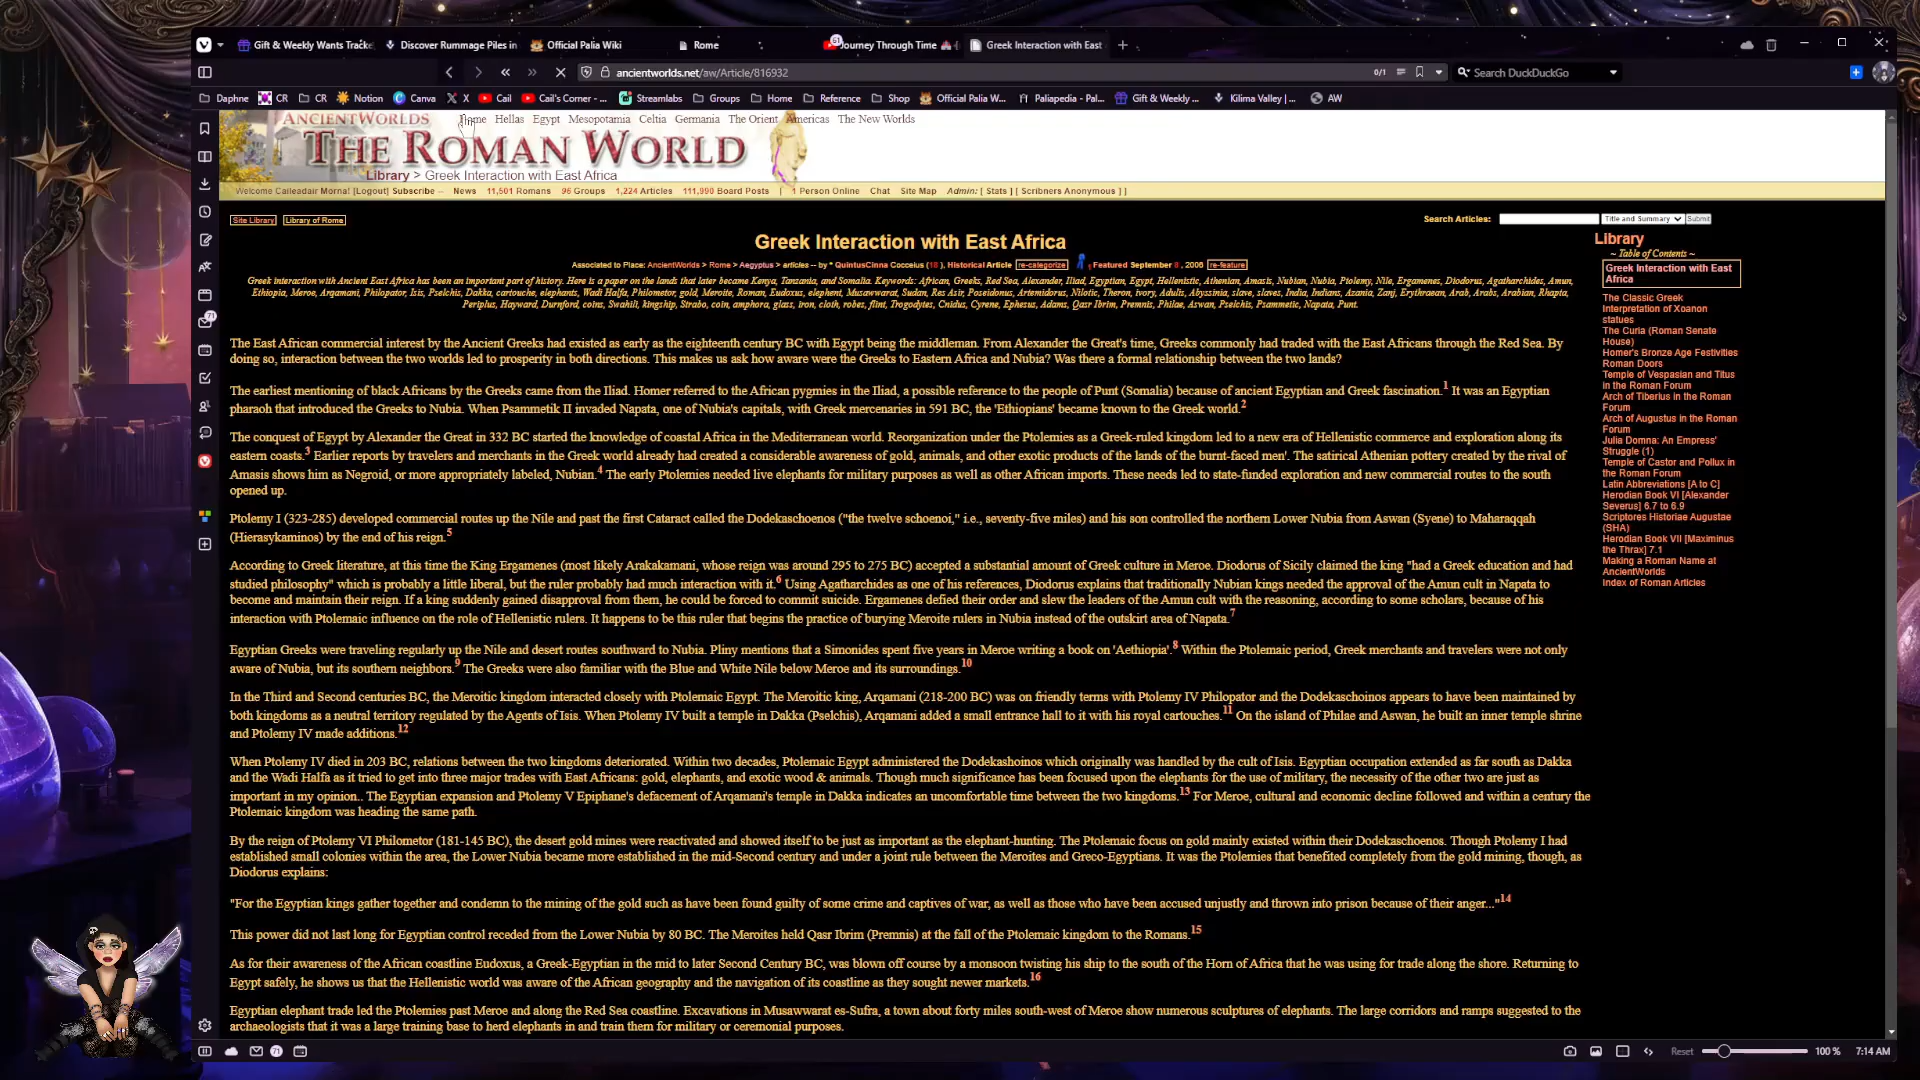 Gift & Weekly Wants Tracke
Discover Rummage Piles in
Official Palia Wiki
Rome
51
Journey Through Time
Greek Interaction with East
ancientworlds.net/aw/Article/816932
0/1
Search DuckDuckGo
Daphne
CR
CR
Notion
Canva
X
Cail
Cail's Corner - ...
Streamlabs
Groups
Home
Reference
Shop
Official Palia W...
Paliapedia - Pal...
Gift & Weekly ...
Kilima Valley | ...
AW
ANCIENTWORLDS
Rome Hellas Egypt Mesopotamia Celtia Germania The Orient Americas The New Worlds
THE ROMAN WORLD
Library > Greek Interaction with East Africa
Welcome Cailleadair Morna! [Logout] Subscribe -- News 11,501 Romans 96 Groups 1,224 Articles 111,990 Board Posts | 1 Person Online Chat Site Map Admin: [ Stats ] [ Scribners Anonymous ] ]
Site Library Library of Rome
Search Articles: Title and Summary Submit
Greek Interaction with East Africa
Associated to Place: AncientWorlds > Rome > Aegyptus > articles -- by * QuintusCinna Cocceius (18 ), Historical Article re-categorize Featured September 8 , 2006 re-feature
Greek interaction with Ancient East Africa has been an important part of history. Here is a paper on the lands that later became Kenya, Tanzania, and Somalia. Keywords: African, Greeks, Red Sea, Alexander, Iliad, Egyptian, Egypt, Hellenistic, Athenian, Amasis, Nubian, Nubia, Ptolemy, Nile, Ergamenes, Diodorus, Agatharchides, Amun,
Ethiopia, Meroe, Arqamani, Philopator, Isis, Pselchis, Dakka, cartouche, elephants, Wadi Halfa, Philometor, gold, Meroite, Roman, Eudoxus, elephent, Musawwarat, Sudan, Res Asir, Poseidonus, Artemidorus, Nilotic, Theron, ivory, Adulis, Abyssinia, slave, slaves, India, Indians, Azania, Zanj, Erythraean, Arab, Arabs, Arabian, Rhapta,
Periplus, Hayward, Durnford, coins, Swahili, kingship, Strabo, coin, amphora, glass, iron, cloth, robes, flint, Trogodytes, Cnidus, Cyrene, Ephesus, Adams, Qasr Ibrim, Premnis, Philae, Aswan, Pselchis, Psammetic, Napata, Punt.
The East African commercial interest by the Ancient Greeks had existed as early as the eighteenth century BC with Egypt being the middleman. From Alexander the Great's time, Greeks commonly had traded with the East Africans through the Red Sea. By
doing so, interaction between the two worlds led to prosperity in both directions. This makes us ask how aware were the Greeks to Eastern Africa and Nubia? Was there a formal relationship between the two lands?
The earliest mentioning of black Africans by the Greeks came from the Iliad. Homer referred to the African pygmies in the Iliad, a possible reference to the people of Punt (Somalia) because of ancient Egyptian and Greek fascination.1 It was an Egyptian
pharaoh that introduced the Greeks to Nubia. When Psammetik II invaded Napata, one of Nubia's capitals, with Greek mercenaries in 591 BC, the 'Ethiopians' became known to the Greek world.2
The conquest of Egypt by Alexander the Great in 332 BC started the knowledge of coastal Africa in the Mediterranean world. Reorganization under the Ptolemies as a Greek-ruled kingdom led to a new era of Hellenistic commerce and exploration along its
eastern coasts.3 Earlier reports by travelers and merchants in the Greek world already had created a considerable awareness of gold, animals, and other exotic products of the lands of the burnt-faced men'. The satirical Athenian pottery created by the rival of
Amasis shows him as Negroid, or more appropriately labeled, Nubian.4 The early Ptolemies needed live elephants for military purposes as well as other African imports. These needs led to state-funded exploration and new commercial routes to the south
opened up.
Ptolemy I (323-285) developed commercial routes up the Nile and past the first Cataract called the Dodekaschoenos ("the twelve schoenoi," i.e., seventy-five miles) and his son controlled the northern Lower Nubia from Aswan (Syene) to Maharaqqah
(Hierasykaminos) by the end of his reign.5
According to Greek literature, at this time the King Ergamenes (most likely Arakakamani, whose reign was around 295 to 275 BC) accepted a substantial amount of Greek culture in Meroe. Diodorus of Sicily claimed the king "had a Greek education and had
studied philosophy" which is probably a little liberal, but the ruler probably had much interaction with it.6 Using Agatharchides as one of his references, Diodorus explains that traditionally Nubian kings needed the approval of the Amun cult in Napata to
become and maintain their reign. If a king suddenly gained disapproval from them, he could be forced to commit suicide. Ergamenes defied their order and slew the leaders of the Amun cult with the reasoning, according to some scholars, because of his
interaction with Ptolemaic influence on the role of Hellenistic rulers. It happens to be this ruler that begins the practice of burying Meroite rulers in Nubia instead of the outskirt area of Napata.7
Egyptian Greeks were traveling regularly up the Nile and desert routes southward to Nubia. Pliny mentions that a Simonides spent five years in Meroe writing a book on 'Aethiopia'.8 Within the Ptolemaic period, Greek merchants and travelers were not only
aware of Nubia, but its southern neighbors.9 The Greeks were also familiar with the Blue and White Nile below Meroe and its surroundings.10
In the Third and Second centuries BC, the Meroitic kingdom interacted closely with Ptolemaic Egypt. The Meroitic king, Arqamani (218-200 BC) was on friendly terms with Ptolemy IV Philopator and the Dodekaschoinos appears to have been maintained by
both kingdoms as a neutral territory regulated by the Agents of Isis. When Ptolemy IV built a temple in Dakka (Pselchis), Arqamani added a small entrance hall to it with his royal cartouches.11 On the island of Philae and Aswan, he built an inner temple shrine
and Ptolemy IV made additions.12
When Ptolemy IV died in 203 BC, relations between the two kingdoms deteriorated. Within two decades, Ptolemaic Egypt administered the Dodekashoinos which originally was handled by the cult of Isis. Egyptian occupation extended as far south as Dakka
and the Wadi Halfa as it tried to get into three major trades with East Africans: gold, elephants, and exotic wood & animals. Though much significance has been focused upon the elephants for the use of military, the necessity of the other two are just as
important in my opinion.. The Egyptian expansion and Ptolemy V Epiphane's defacement of Arqamani's temple in Dakka indicates an uncomfortable time between the two kingdoms.13 For Meroe, cultural and economic decline followed and within a century the
Ptolemaic kingdom was heading the same path.
By the reign of Ptolemy VI Philometor (181-145 BC), the desert gold mines were reactivated and showed itself to be just as important as the elephant-hunting. The Ptolemaic focus on gold mainly existed within their Dodekaschoenos. Though Ptolemy I had
established small colonies within the area, the Lower Nubia became more established in the mid-Second century and under a joint rule between the Meroites and Greco-Egyptians. It was the Ptolemies that benefited completely from the gold mining, though, as
Diodorus explains:
"For the Egyptian kings gather together and condemn to the mining of the gold such as have been found guilty of some crime and captives of war, as well as those who have been accused unjustly and thrown into prison because of their anger..."14
This power did not last long for Egyptian control receded from the Lower Nubia by 80 BC. The Meroites held Qasr Ibrim (Premnis) at the fall of the Ptolemaic kingdom to the Romans.15
As for their awareness of the African coastline Eudoxus, a Greek-Egyptian in the mid to later Second Century BC, was blown off course by a monsoon twisting his ship to the south of the Horn of Africa that he was using for trade along the shore. Returning to
Egypt safely, he shows us that the Hellenistic world was aware of the African geography and the navigation of its coastline as they sought newer markets.16
Egyptian elephant trade led the Ptolemies past Meroe and along the Red Sea coastline. Excavations in Musawwarat es-Sufra, a town about forty miles south-west of Meroe show numerous sculptures of elephants. The large corridors and ramps suggested to the
archaeologists that it was a large training base to herd elephants in and train them for military or ceremonial purposes.
Library
~ Table of Contents ~
Greek Interaction with East
Africa
The Classic Greek
Interpretation of Xoanon
statues
The Curia (Roman Senate
House)
Homer's Bronze Age Festivities
Roman Doors
Temple of Vespasian and Titus
in the Roman Forum
Arch of Tiberius in the Roman
Forum
Arch of Augustus in the Roman
Forum
Julia Domna: An Empress'
Struggle (1)
Temple of Castor and Pollux in
the Roman Forum
Latin Abbreviations [A to C]
Herodian Book VI [Alexander
Severus] 6.7 to 6.9
Scriptores Historiae Augustae
(SHA)
Herodian Book VII [Maximinus
the Thrax] 7.1
Making a Roman Name at
AncientWorlds
Index of Roman Articles
71
71
Reset
100 %
7:14 AM